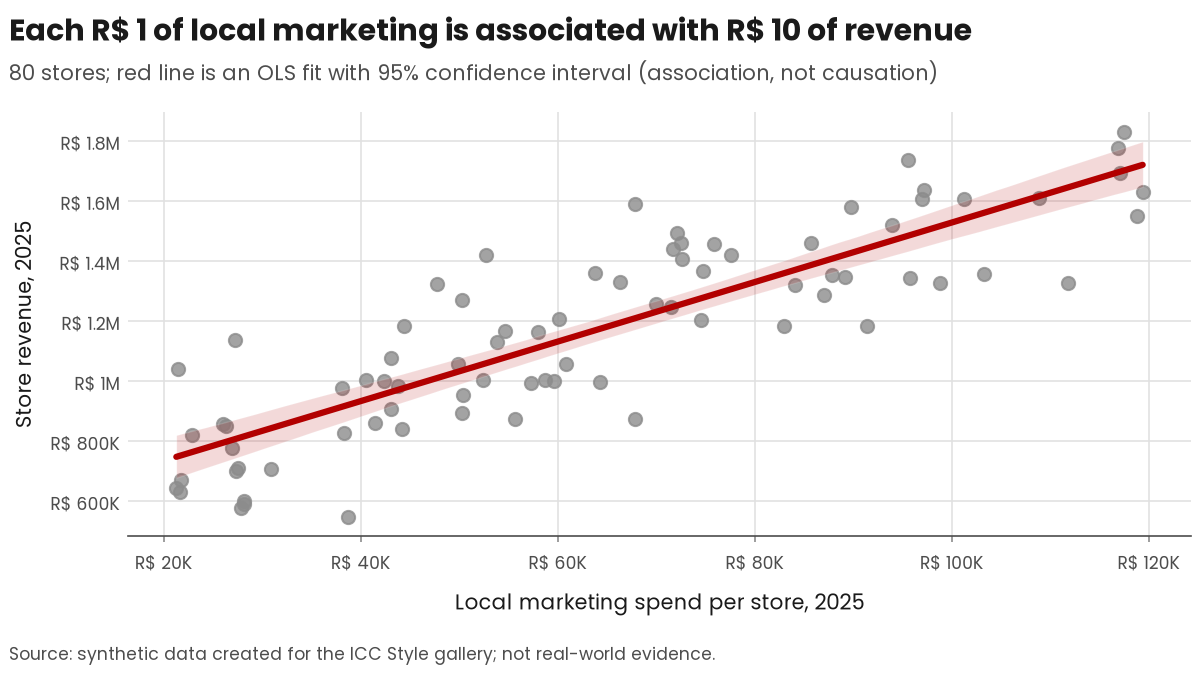 Each R$ 1 of local marketing is associated with R$ 10 of revenue
80 stores; red line is an OLS fit with 95% confidence interval (association, not causation)
Store revenue, 2025
R$ 1.8M
R$ 1.6M
R$ 1.4M
R$ 1.2M
R$ 1M
R$ 800K
R$ 600K
R$ 20K
R$ 40K
R$ 60K
R$ 80K
R$ 100K
R$ 120K
Local marketing spend per store, 2025
Source: synthetic data created for the ICC Style gallery; not real-world evidence.